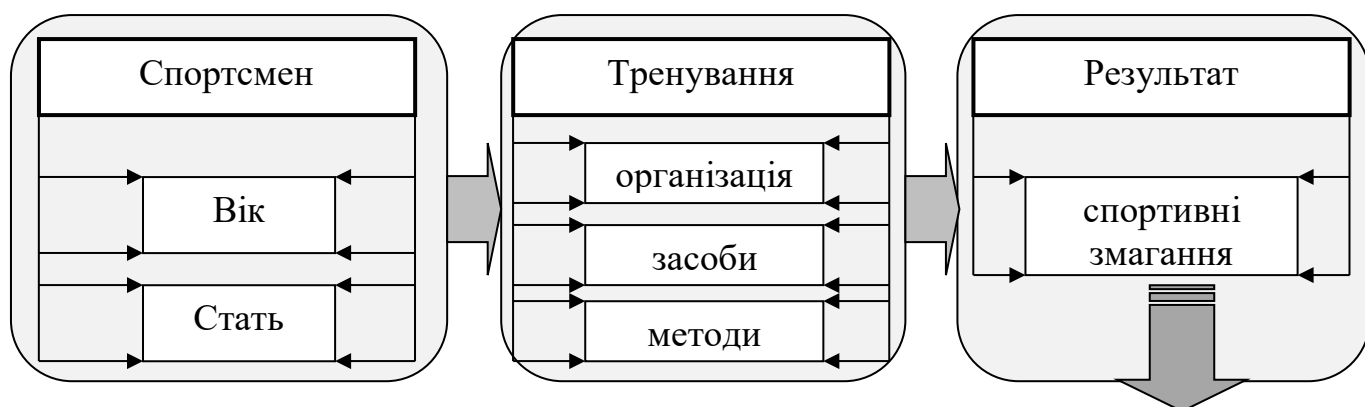 Спортсмен
Вік
Стать
Тренування
організація
засоби
методи
Результат
спортивні
змагання